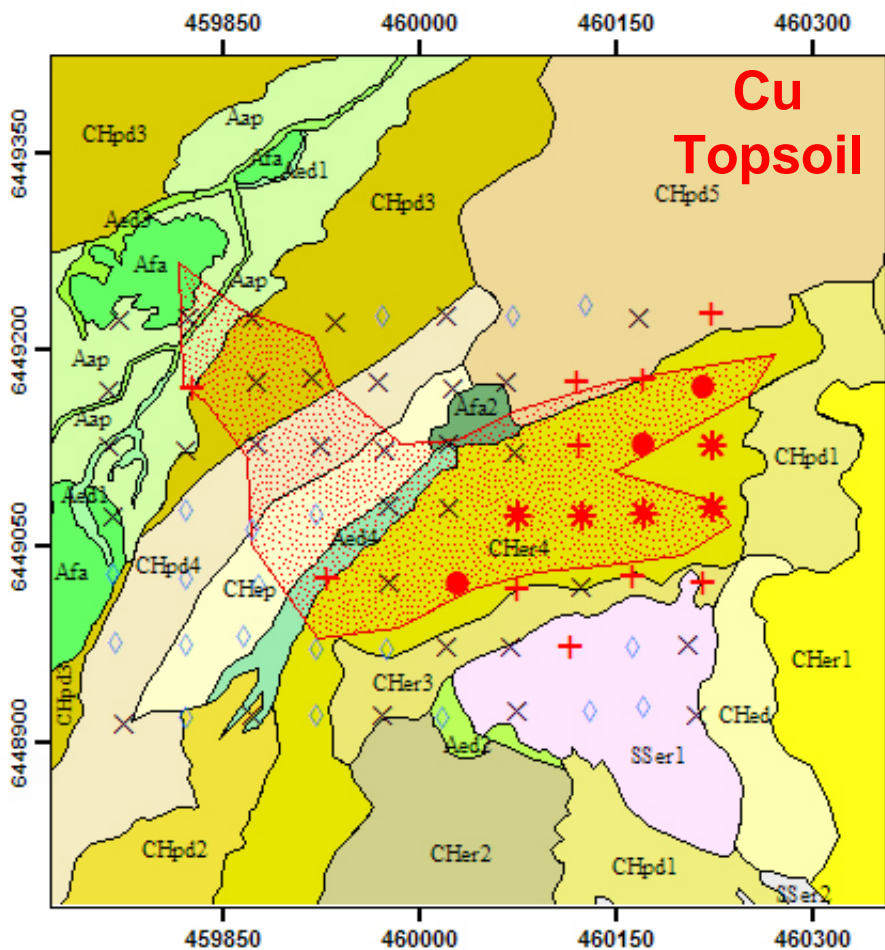 459850 460000 460150 460300
Cu
Topsoil
6449350
6449200
6449050
6448900
CHpd3
Aap
Afa
Aed1
CHpd3
CHpd5
Aed3
Afa
Aap
Aap
Aap
Afa2
CHpd1
Aed1
Aed4
CHer4
Afa
CHpd4
CHep
CHpd3
CHer3
CHer1
CHed
Aed2
SSer1
CHpd2
CHer2
CHpd1
SSer2
459850 460000 460150 460300